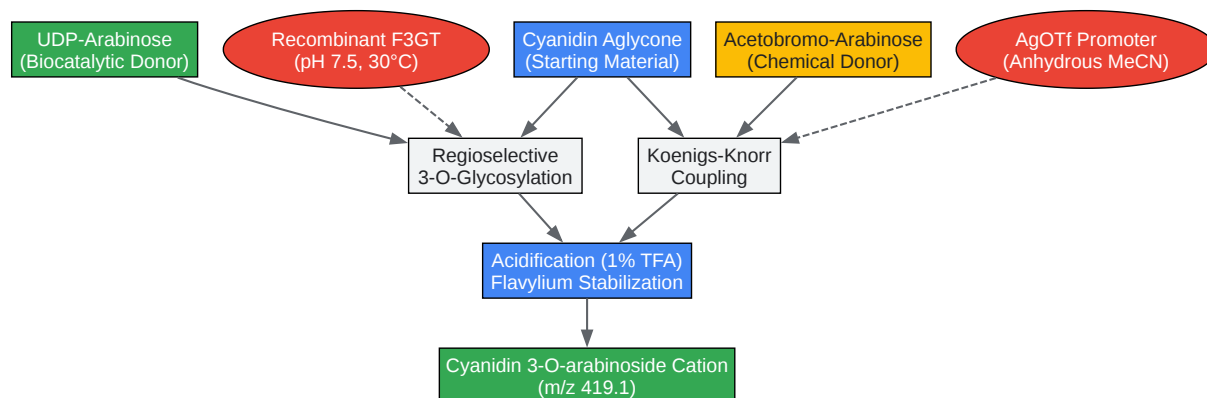 UDP-Arabinose
(Biocatalytic Donor)
Recombinant F3GT
(pH 7.5, 30°C)
Cyanidin Aglycone
(Starting Material)
Acetobromo-Arabinose
(Chemical Donor)
AgOTf Promoter
(Anhydrous MeCN)
Regioselective
3-O-Glycosylation
Koenigs-Knorr
Coupling
Acidification (1% TFA)
Flavylium Stabilization
Cyanidin 3-O-arabinoside Cation
(m/z 419.1)